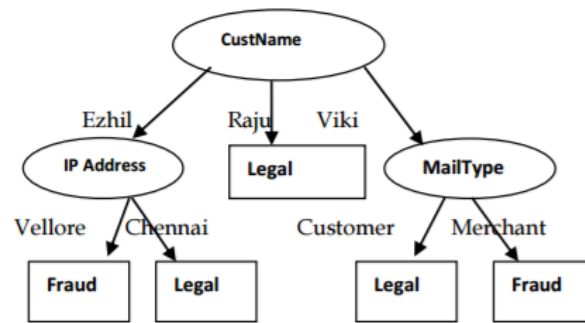 CustName
Ezhil Raju Viki
IP Address Legal MailType
Vellore Chennai Customer Merchant
Fraud Legal Legal Fraud